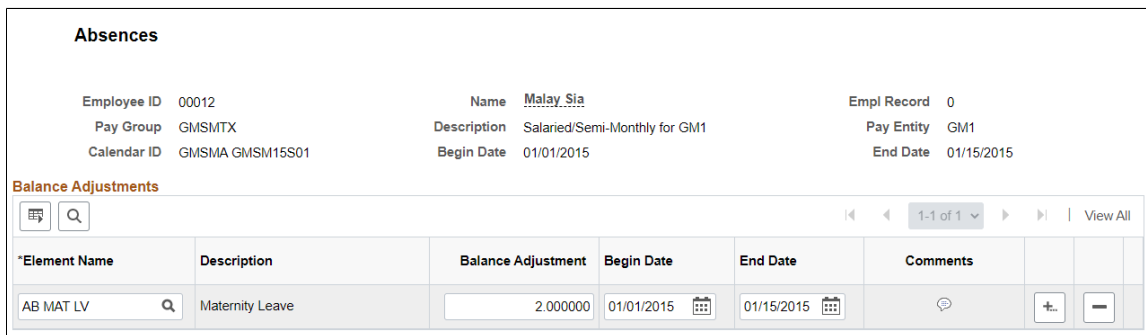 Absences
Employee ID 00012 Name Malay Sia Empl Record 0
Pay Group GMSMTX Description Salaried/Semi-Monthly for GM1 Pay Entity GM1
Calendar ID GMSMA GMSM15S01 Begin Date 01/01/2015 End Date 01/15/2015
Balance Adjustments
1-1 of 1 View All
*Element Name Description Balance Adjustment Begin Date End Date Comments
AB MAT LV Maternity Leave 2.000000 01/01/2015 01/15/2015